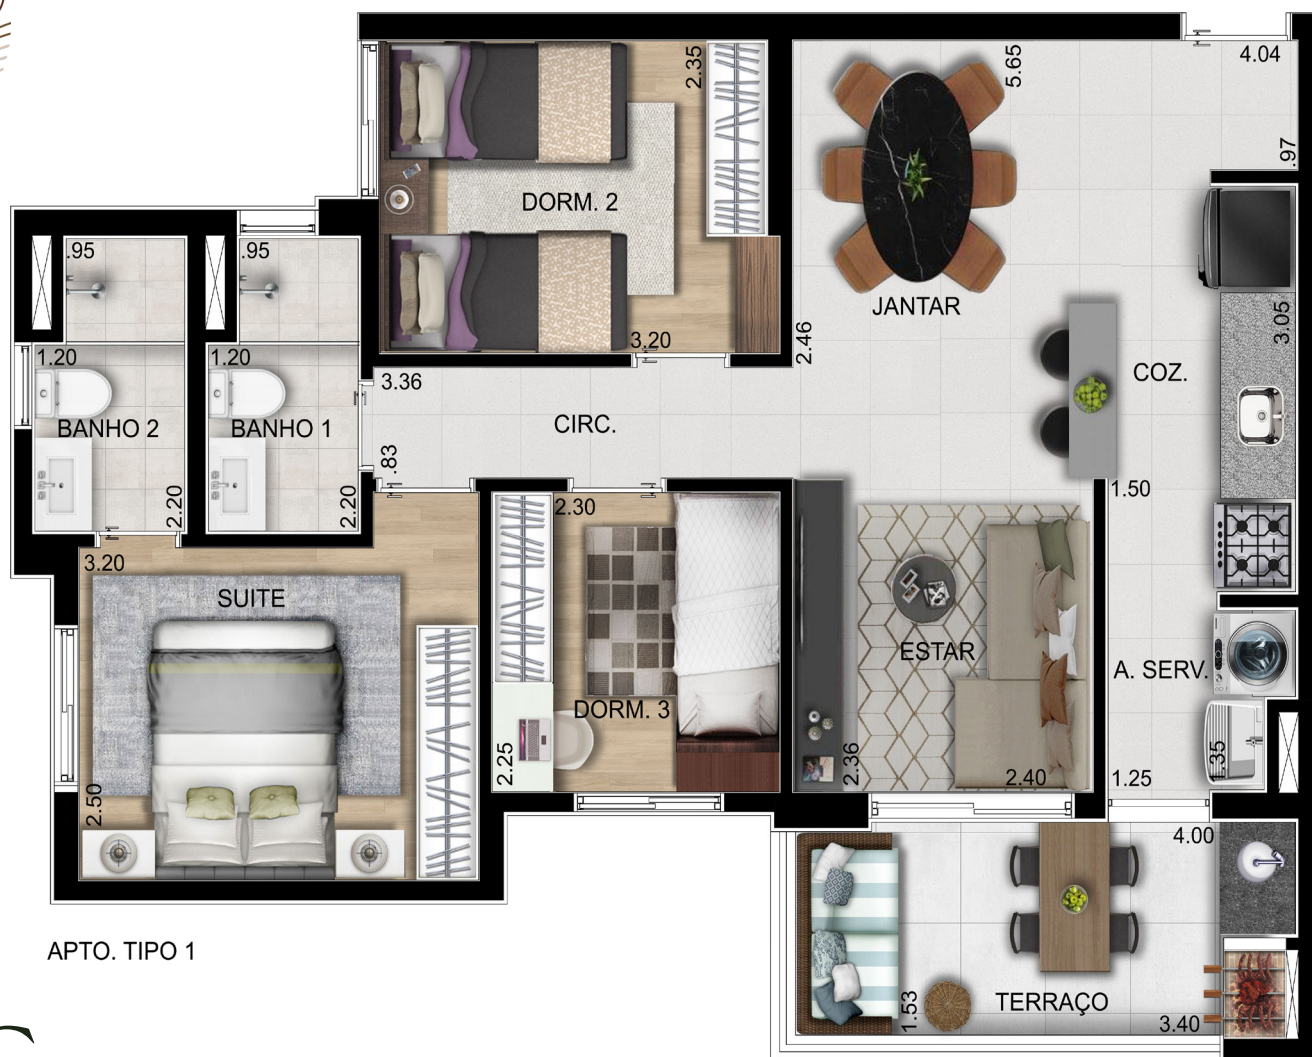 2.35
5.65
4.04
.97
DORM. 2
.95
.95
JANTAR
3.05
3.20
2.46
1.20
1.20
3.36
COZ.
BANHO 2
BANHO 1
CIRC.
.83
2.20
2.20
1.50
2.30
3.20
SUITE
ESTAR
A. SERV.
DORM. 3
2.25
2.36
2.40
1.25
1.35
2.50
4.00
APTO. TIPO 1
1.53
TERRAÇO
3.40